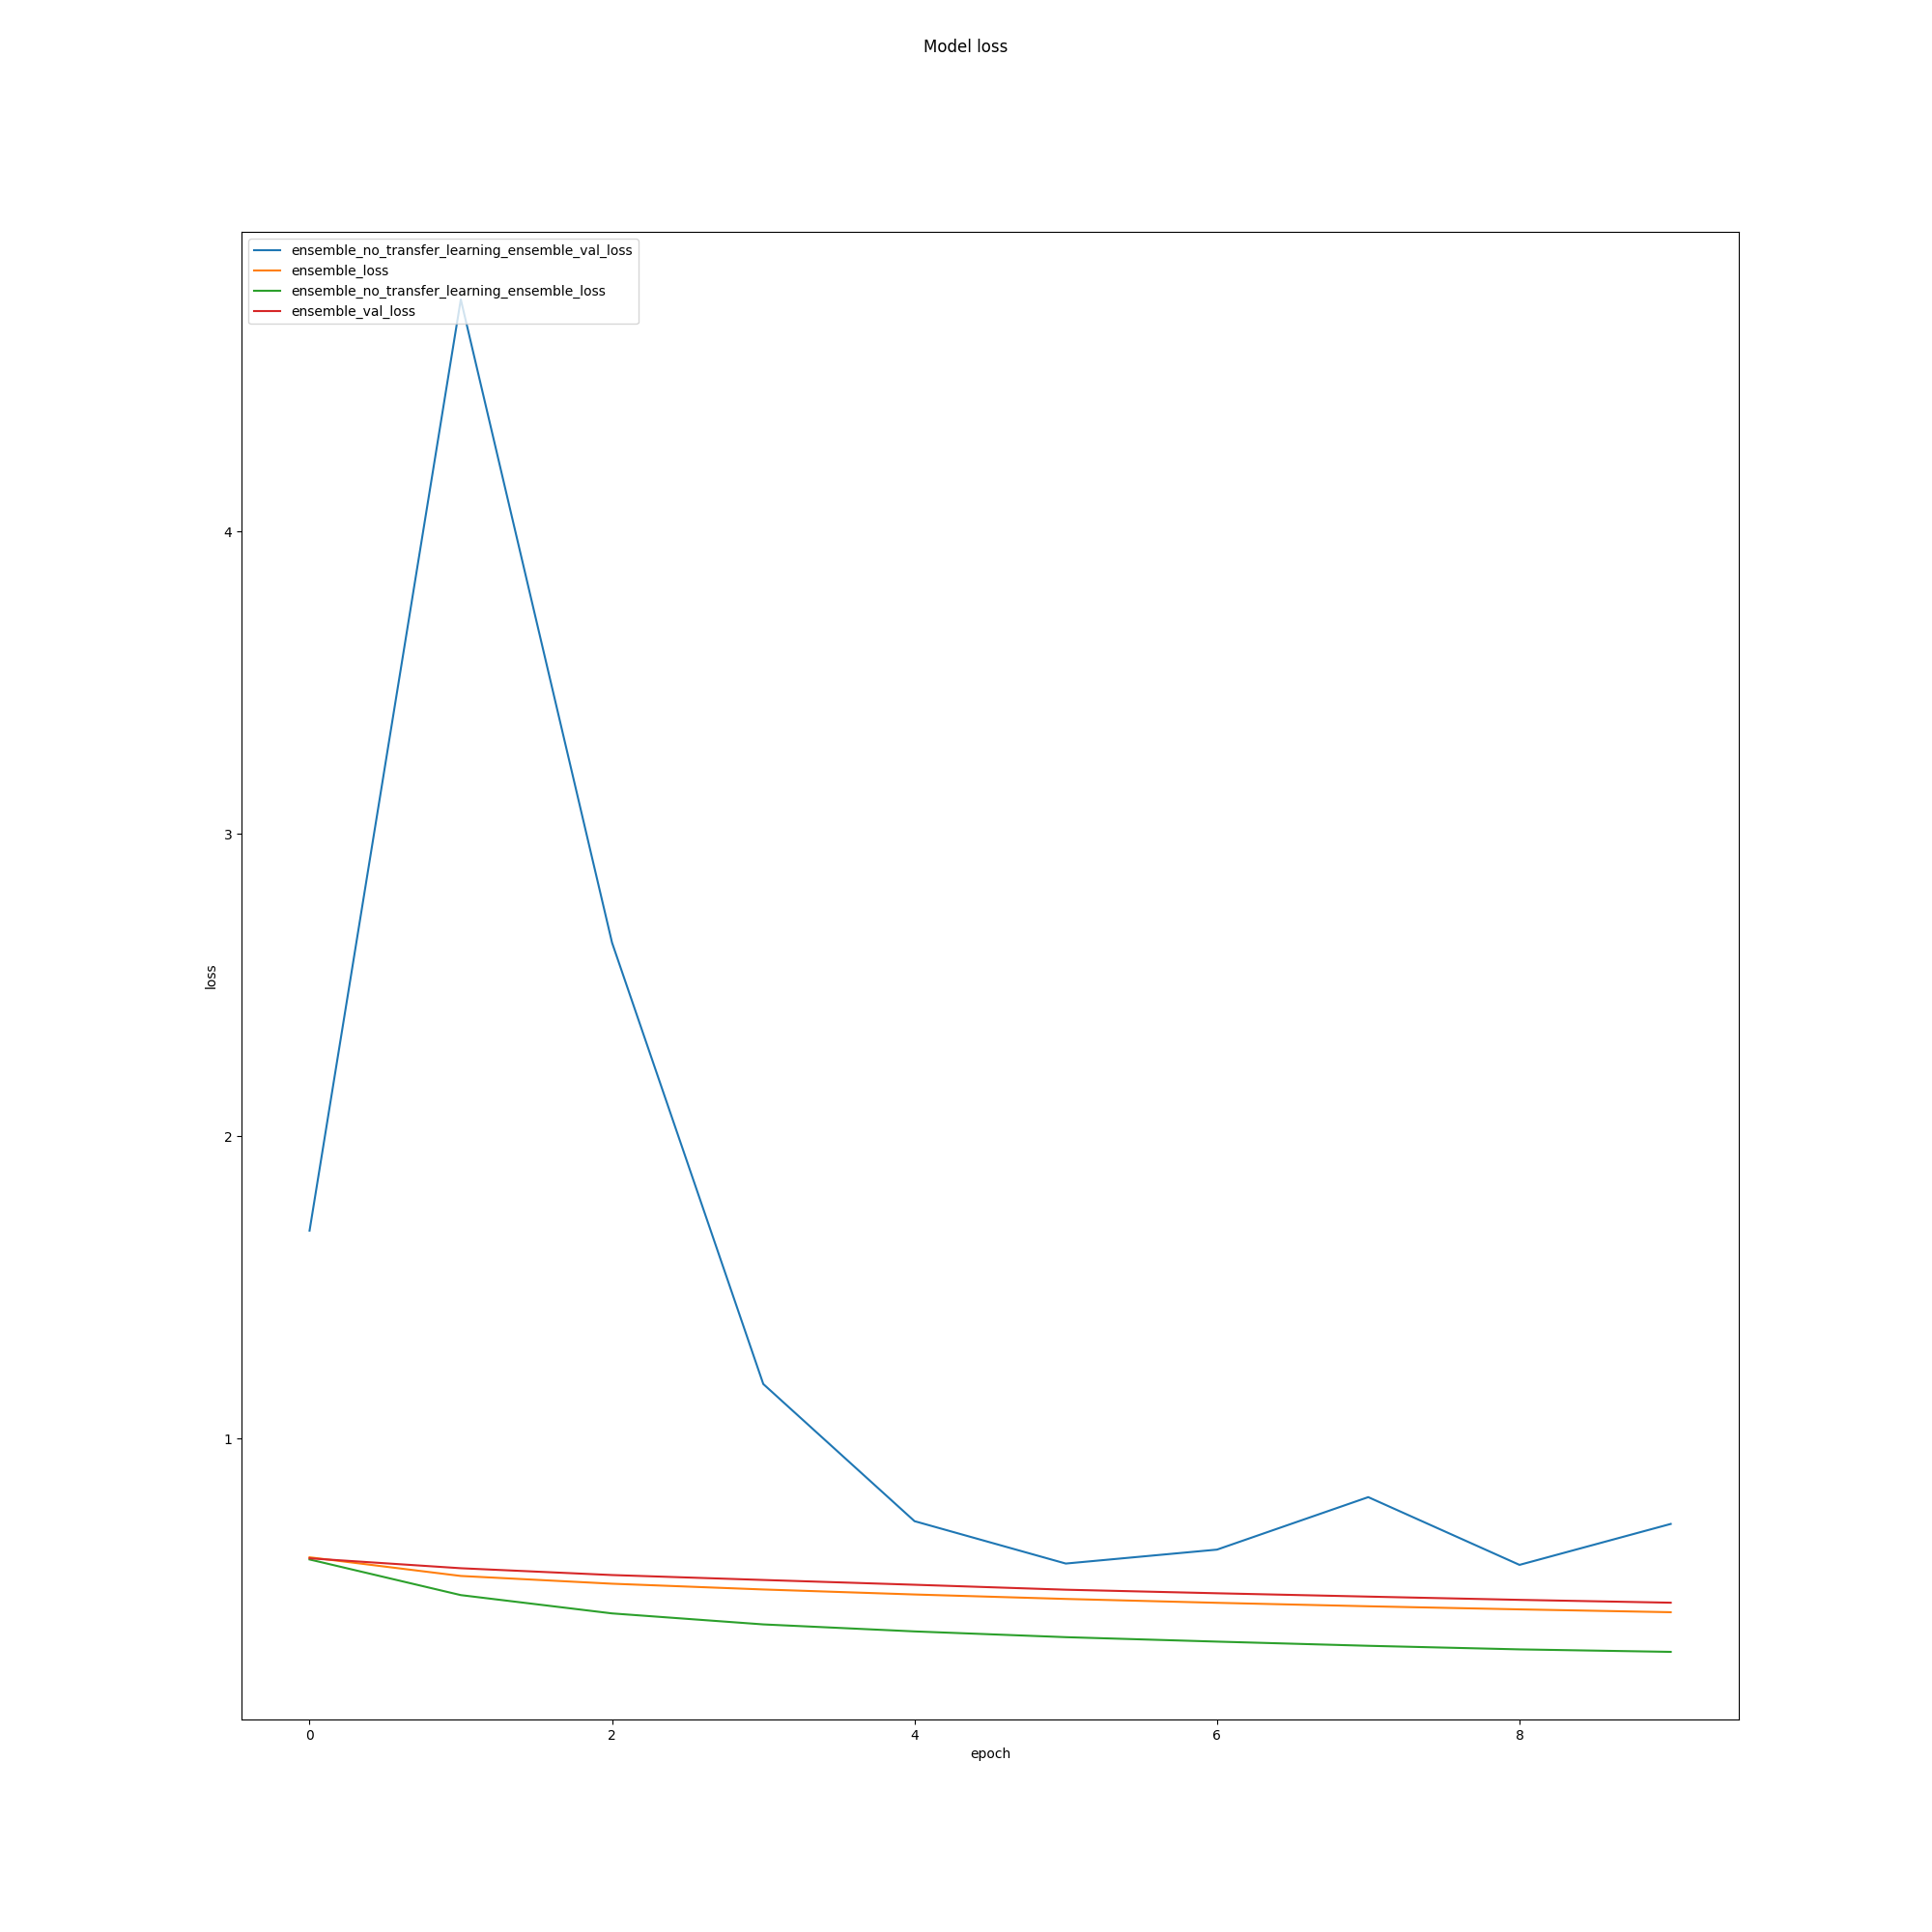 Model loss
ensemble_no_transfer_learning_ensemble_val_loss
ensemble_loss
ensemble_no_transfer_learning_ensemble_loss
ensemble_val_loss
4
3
loss
2
1
0 2 4 6 8
epoch